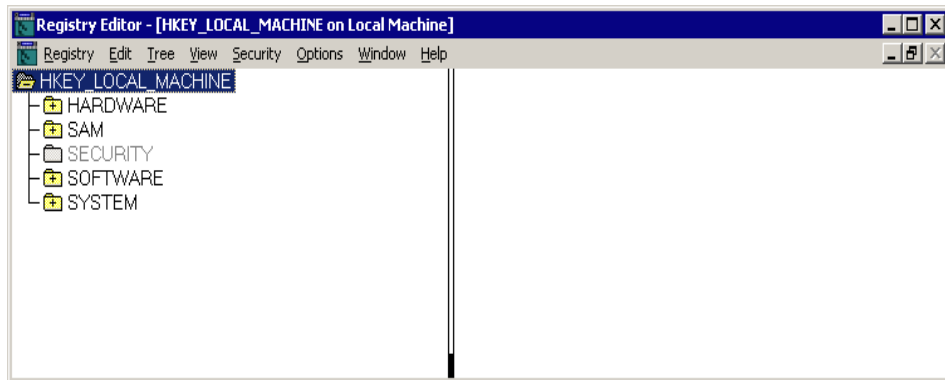 Registry Editor - [HKEY_LOCAL_MACHINE on Local Machine]
Registry Edit Tree View Security Options Window Help
HKEY_LOCAL_MACHINE
HARDWARE
SAM
SECURITY
SOFTWARE
SYSTEM